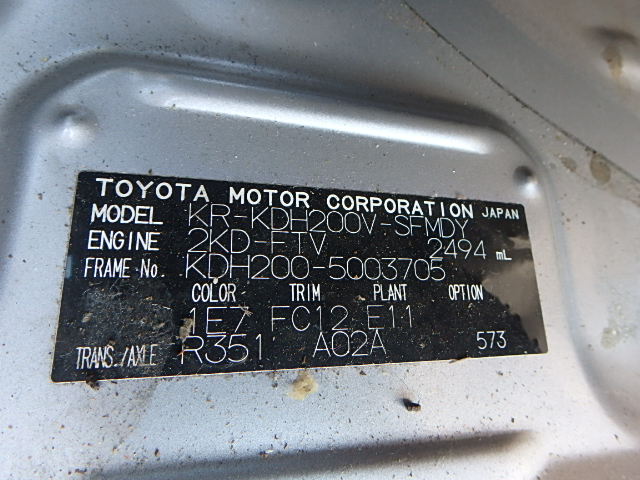 TOYOTA MOTOR CORPORATION JAPAN
MODEL KR-KDH200V-SFMDY
ENGINE 2KD-FTV 2494 mL
FRAME No. KDH200-5003705
COLOR TRIM PLANT OPTION
1E7 FC12 E11
TRANS./AXLE R351 A02A 573